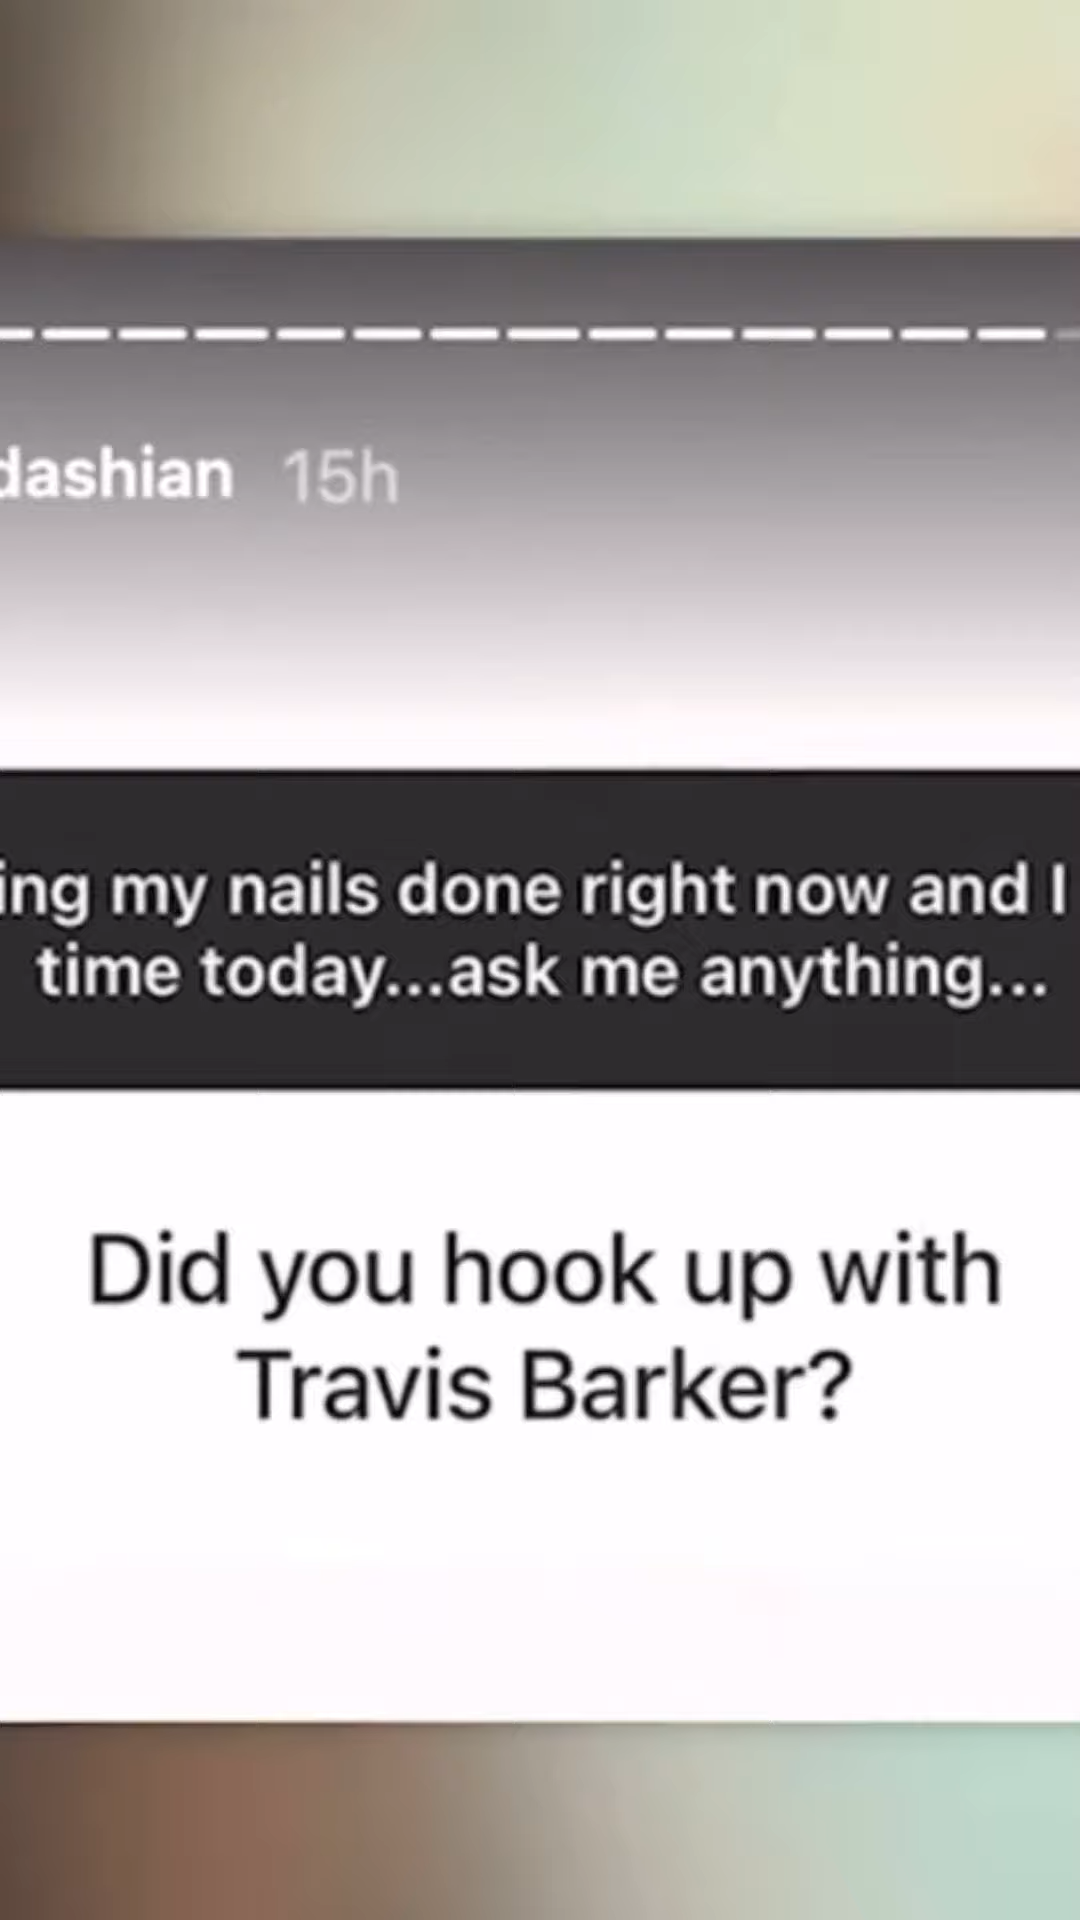 dashian 15h
ing my nails done right now and I
time today...ask me anything...
Did you hook up with
Travis Barker?